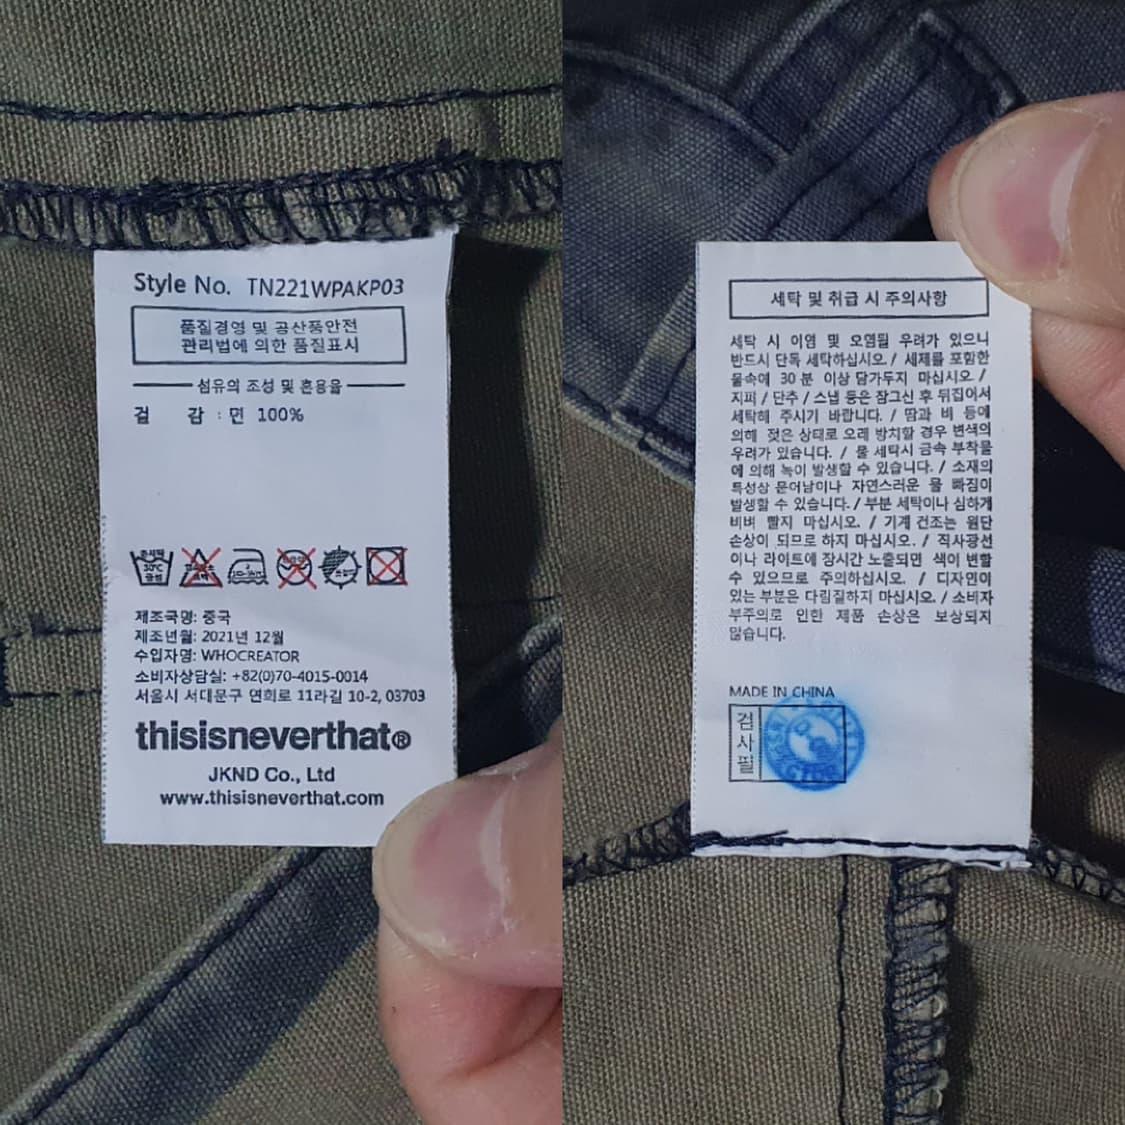 Style No. TN221WPAKP03
품질경영 및 공산품안전
관리법에 의한 품질표시
섬유의 조성 및 혼용율
겉 감 : 면 100%
30℃
제조국명: 중국
제조년월: 2021년 12월
수입자명: WHOCREATOR
소비자상담실: +82(0)70-4015-0014
서울시 서대문구 연희로 11라길 10-2, 03703
thisisneverthat®
JKND Co., Ltd
www.thisisneverthat.com
세탁 및 취급 시 주의사항
세탁 시 이염 및 오염될 우려가 있으니
반드시 단독 세탁하십시오. / 세제를 포함한
물속에 30 분 이상 담가두지 마십시오. /
지퍼 / 단추 / 스냅 등은 잠그신 후 뒤집어서
세탁해 주시기 바랍니다. / 땀과 비 등에
의해 젖은 상태로 오래 방치할 경우 변색의
우려가 있습니다. / 물 세탁시 금속 부착물
에 의해 녹이 발생할 수 있습니다. / 소재의
특성상 묻어남이나 자연스러운 물 빠짐이
발생할 수 있습니다. / 부분 세탁이나 심하게
비벼 빨지 마십시오. / 기계 건조는 원단
손상이 되므로 하지 마십시오. / 직사광선
이나 라이트에 장시간 노출되면 색이 변할
수 있으므로 주의하십시오. / 디자인이
있는 부분은 다림질하지 마십시오. / 소비자
부주의로 인한 제품 손상은 보상되지
않습니다.
MADE IN CHINA
검
사
필